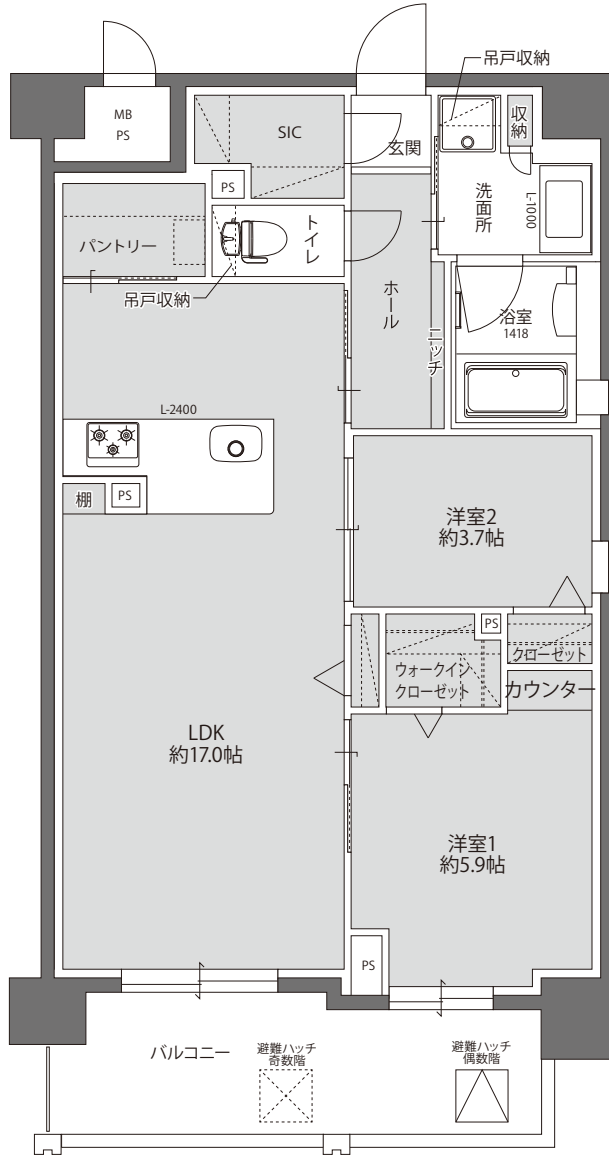 吊戸収納
MB
PS
SIC
玄関
収納
PS
洗面所
L-1000
パントリー
トイレ
吊戸収納
ホール
ニッチ
浴室
1418
L-2400
棚
PS
洋室2
約3.7帖
PS
クローゼット
ウォークイン
クローゼット
カウンター
LDK
約17.0帖
洋室1
約5.9帖
PS
バルコニー
避難ハッチ
奇数階
避難ハッチ
偶数階